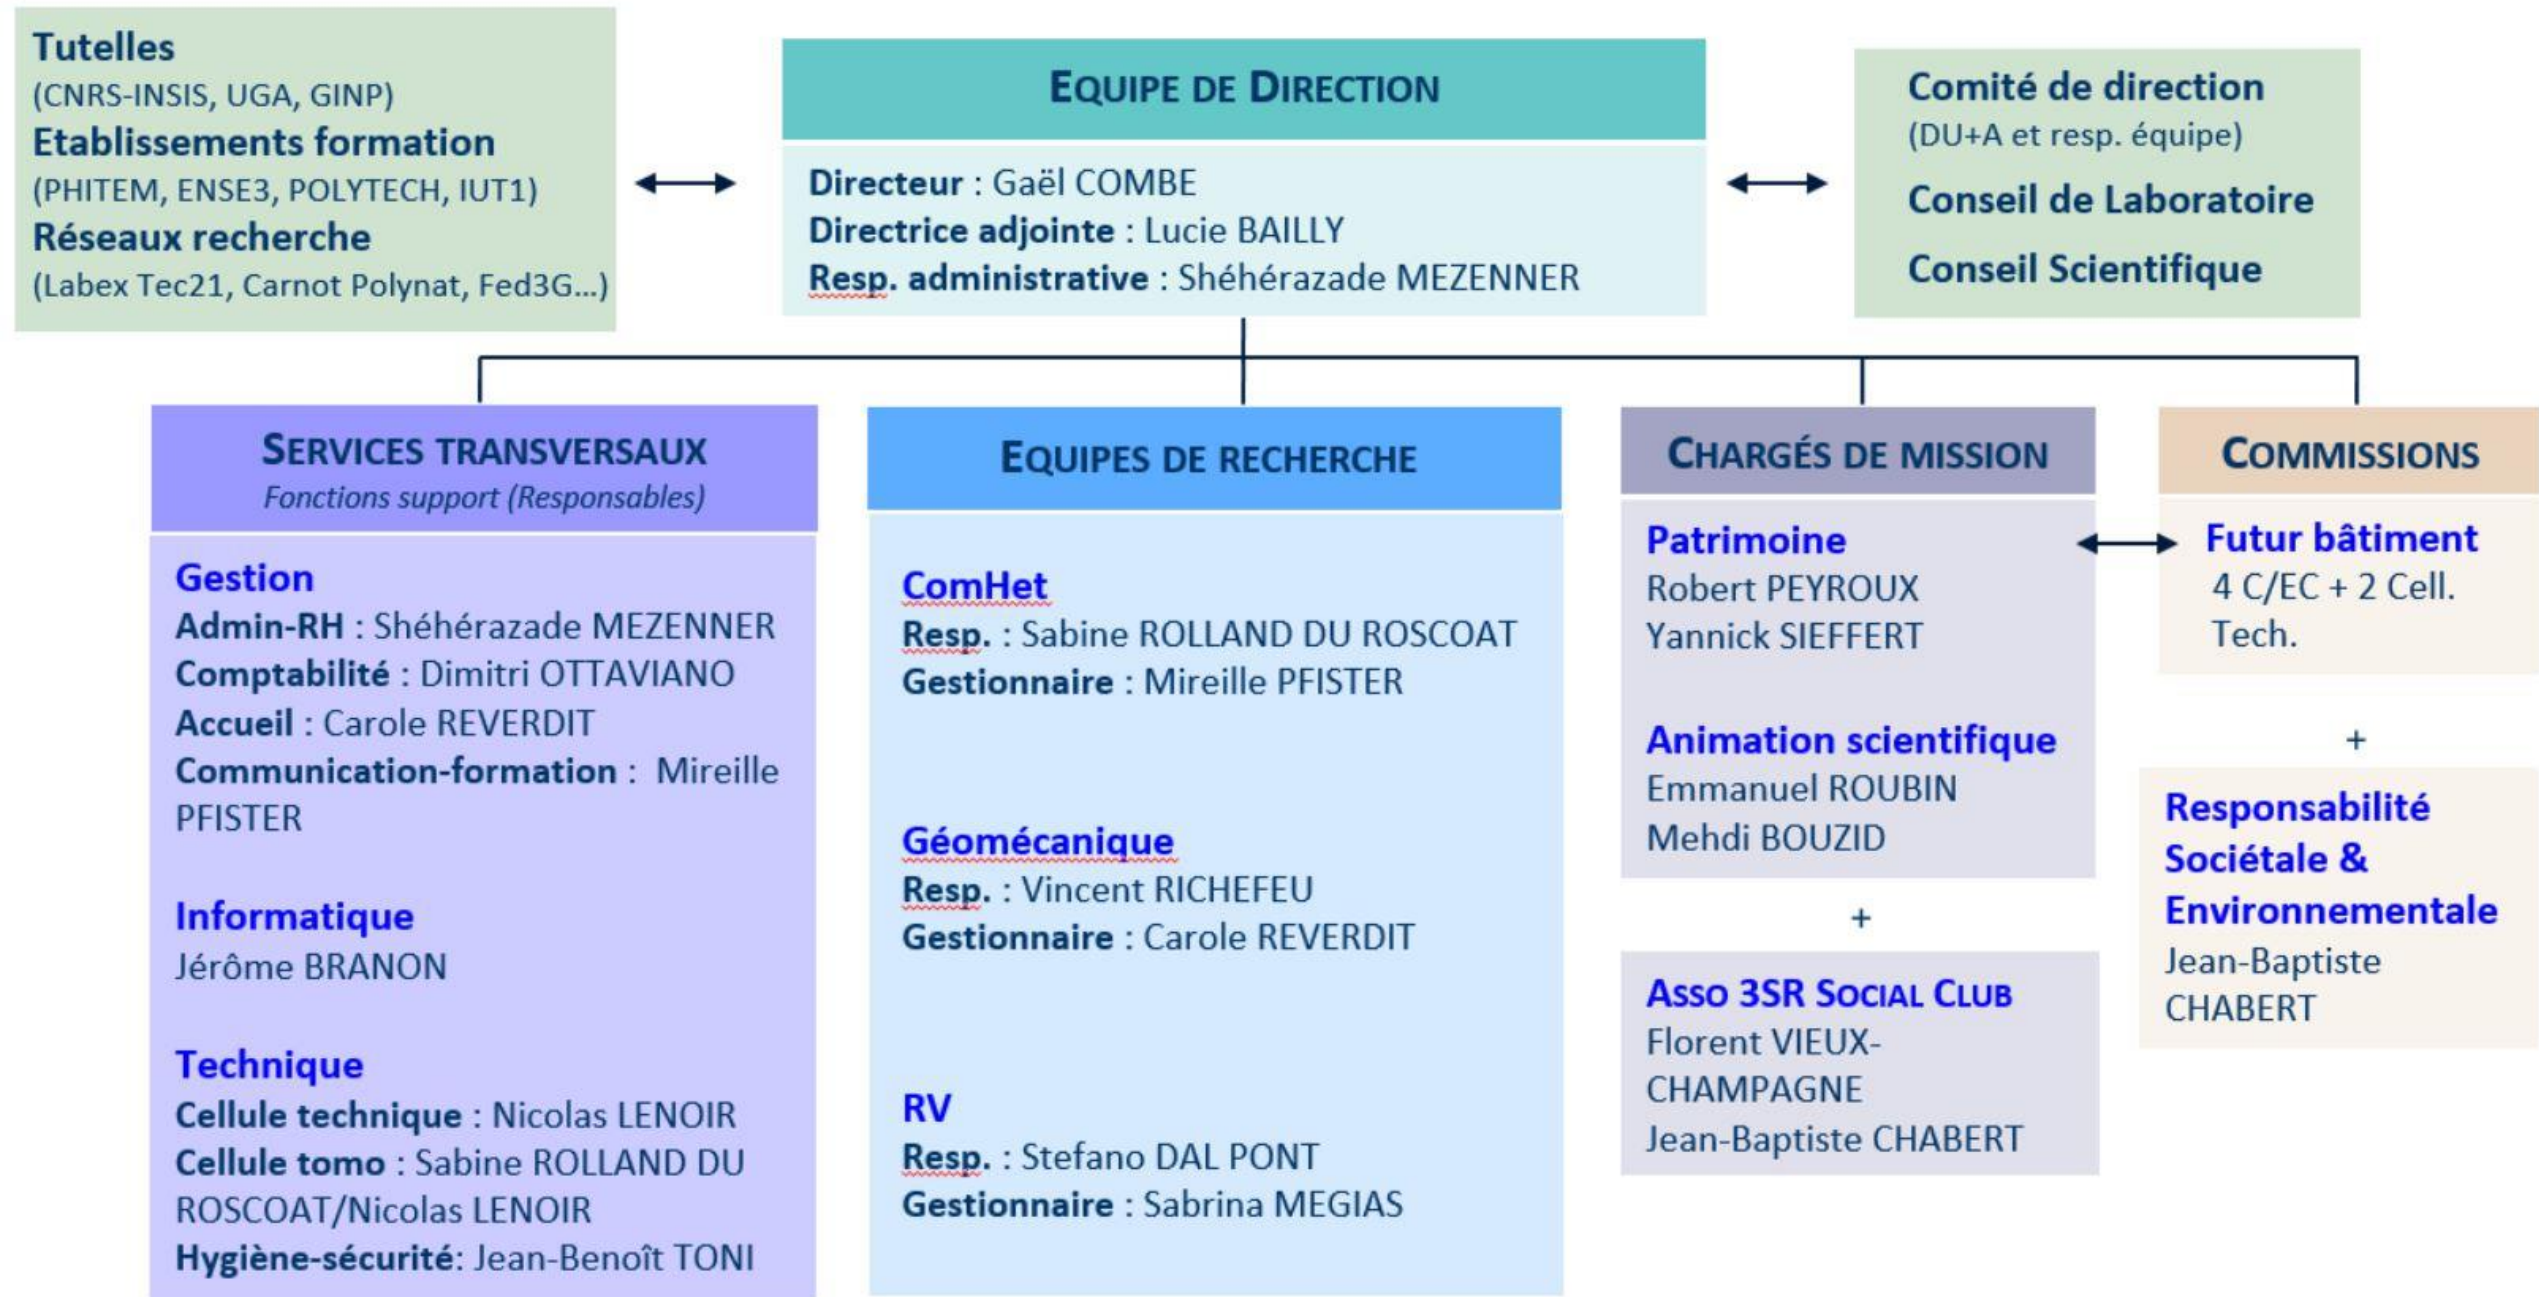 Tutelles
(CNRS-INSIS, UGA, GINP)
Etablissements formation
(PHITEM, ENSE3, POLYTECH, IUT1)
Réseaux recherche
(Labex Tec21, Carnot Polynat, Fed3G...)
EQUIPE DE DIRECTION
Directeur : Gaël COMBE
Directrice adjointe : Lucie BAILLY
Resp. administrative : Shéhérazade MEZENNER
Comité de direction
(DU+A et resp. équipe)
Conseil de Laboratoire
Conseil Scientifique
SERVICES TRANSVERSAUX
Fonctions support (Responsables)
Gestion
Admin-RH : Shéhérazade MEZENNER
Comptabilité : Dimitri OTTAVIANO
Accueil : Carole REVERDIT
Communication-formation : Mireille
PFISTER
Informatique
Jérôme BRANON
Technique
Cellule technique : Nicolas LENOIR
Cellule tomo : Sabine ROLLAND DU
ROSCOAT/Nicolas LENOIR
Hygiène-sécurité: Jean-Benoît TONI
EQUIPES DE RECHERCHE
ComHet
Resp. : Sabine ROLLAND DU ROSCOAT
Gestionnaire : Mireille PFISTER
Géomécanique
Resp. : Vincent RICHEFEU
Gestionnaire : Carole REVERDIT
RV
Resp. : Stefano DAL PONT
Gestionnaire : Sabrina MEGIAS
CHARGÉS DE MISSION
Patrimoine
Robert PEYROUX
Yannick SIEFFERT
Animation scientifique
Emmanuel ROUBIN
Mehdi BOUZID
+
ASSO 3SR SOCIAL CLUB
Florent VIEUX-
CHAMPAGNE
Jean-Baptiste CHABERT
COMMISSIONS
Futur bâtiment
4 C/EC + 2 Cell.
Tech.
+
Responsabilité
Sociétale &
Environnementale
Jean-Baptiste
CHABERT